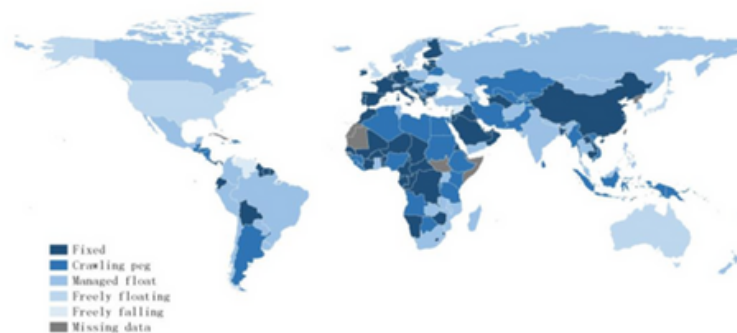 Fixed
Crawling peg
Managed float
Freely floating
Freely falling
Missing data